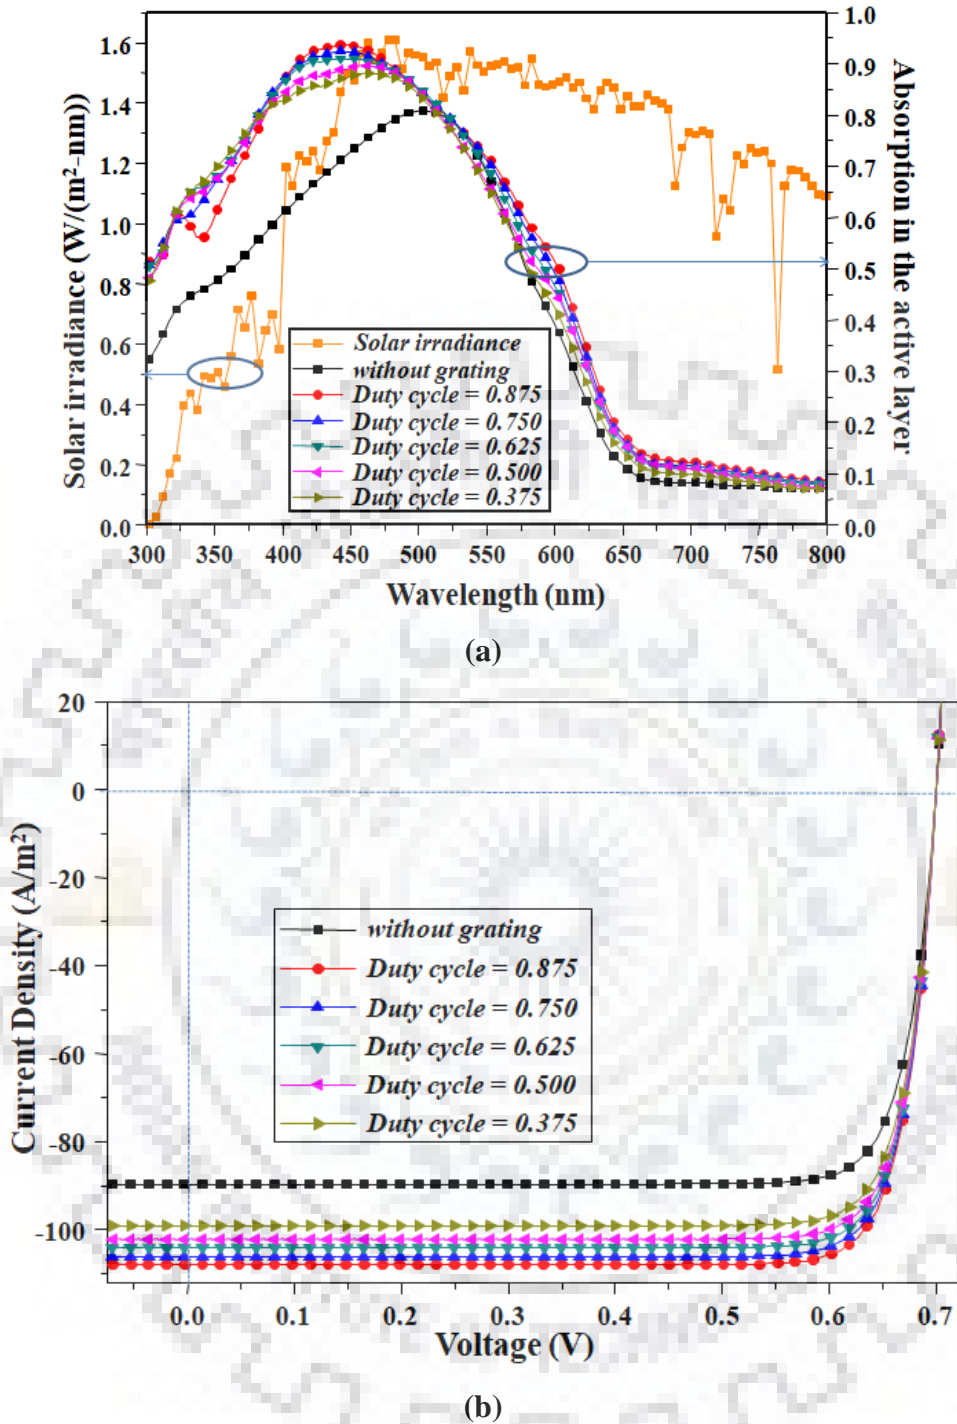 1.6
1.4
1.2
1.0
0.8
0.6
0.4
0.2
0.0
Solar irradiance (W/(m²-nm))
1.0
0.9
0.8
0.7
0.6
0.5
0.4
0.3
0.2
0.1
0.0
Absorption in the active layer
Solar irradiance
without grating
Duty cycle = 0.875
Duty cycle = 0.750
Duty cycle = 0.625
Duty cycle = 0.500
Duty cycle = 0.375
300 350 400 450 500 550 600 650 700 750 800
Wavelength (nm)
(a)
20
0
-20
-40
-60
-80
-100
Current Density (A/m²)
without grating
Duty cycle = 0.875
Duty cycle = 0.750
Duty cycle = 0.625
Duty cycle = 0.500
Duty cycle = 0.375
0.0 0.1 0.2 0.3 0.4 0.5 0.6 0.7
Voltage (V)
(b)